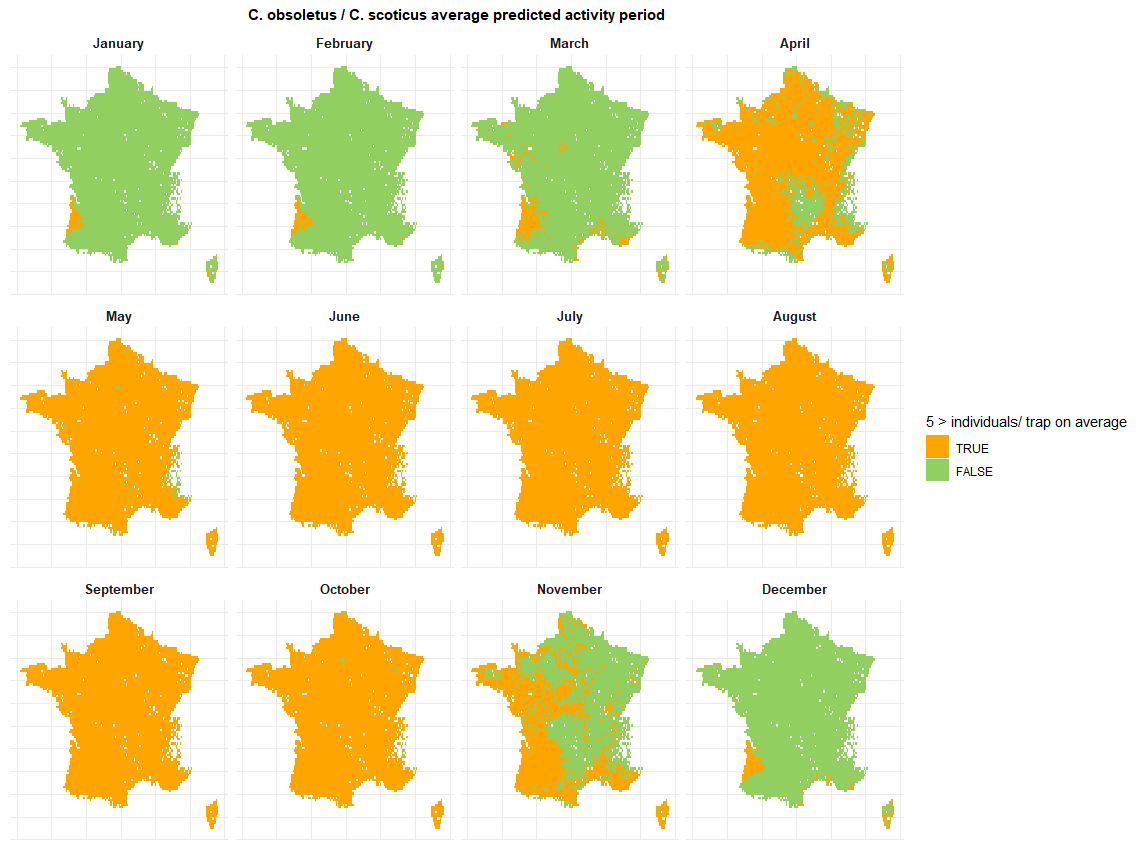 C. obsoletus / C. scoticus average predicted activity period
January
February
March
April
May
June
July
August
September
October
November
December
5 > individuals/ trap on average
TRUE
FALSE